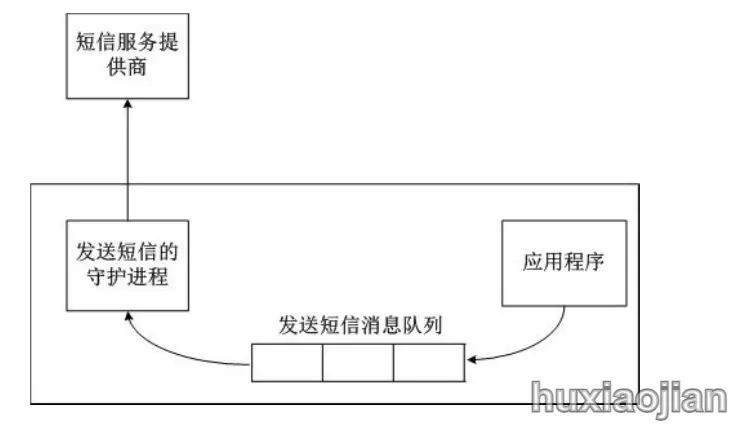 短信服务提
供商
发送短信的
守护进程
应用程序
发送短信消息队列
huxiaojian